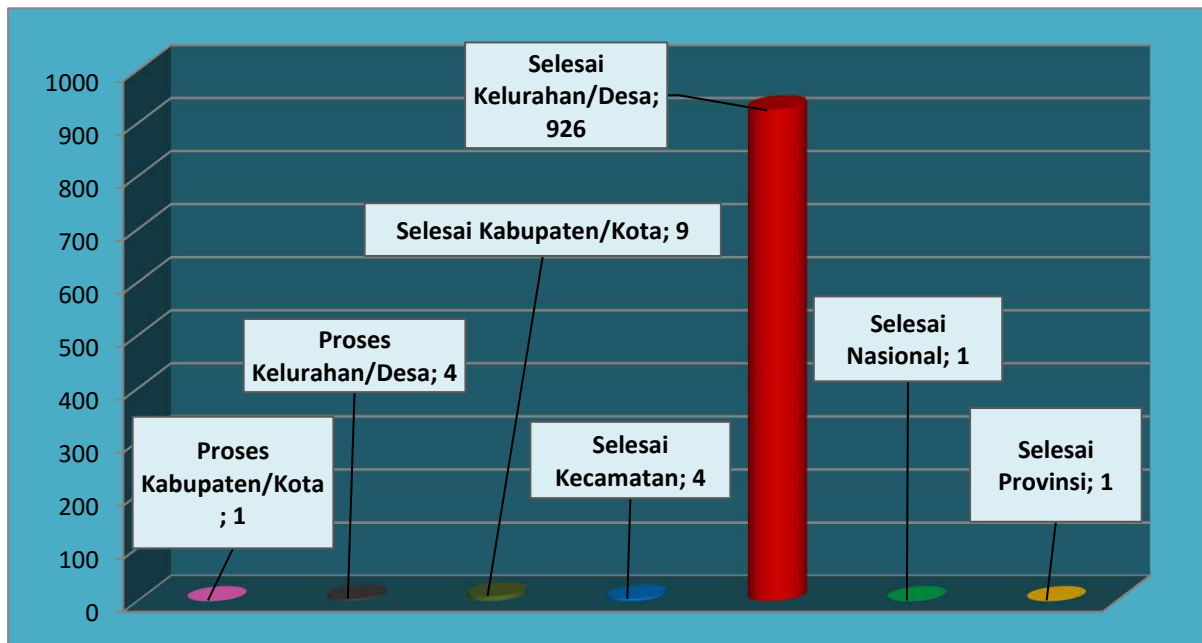 1000
900
800
700
600
500
400
300
200
100
0
Selesai
Kelurahan/Desa;
926
Selesai Kabupaten/Kota; 9
Proses
Kelurahan/Desa; 4
Selesai
Nasional; 1
Proses
Kabupaten/Kota
; 1
Selesai
Kecamatan; 4
Selesai
Provinsi; 1